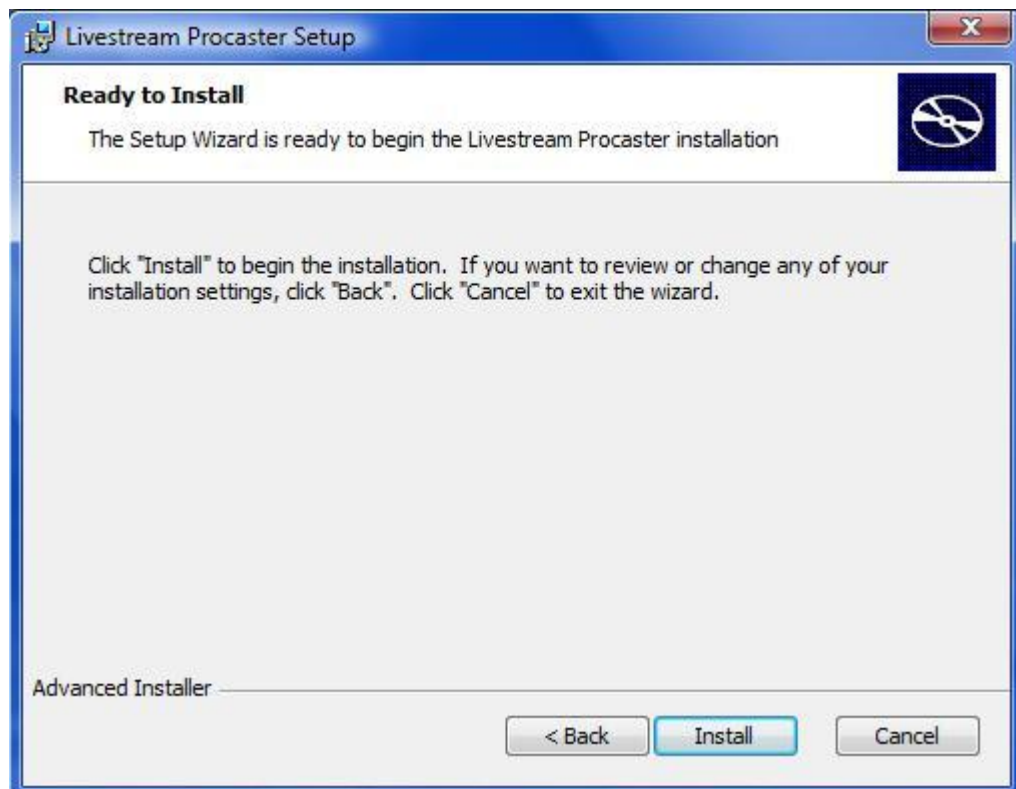 Livestream Procaster Setup
Ready to Install
The Setup Wizard is ready to begin the Livestream Procaster installation
Click "Install" to begin the installation.  If you want to review or change any of your
installation settings, click "Back".  Click "Cancel" to exit the wizard.
Advanced Installer
< Back Install Cancel